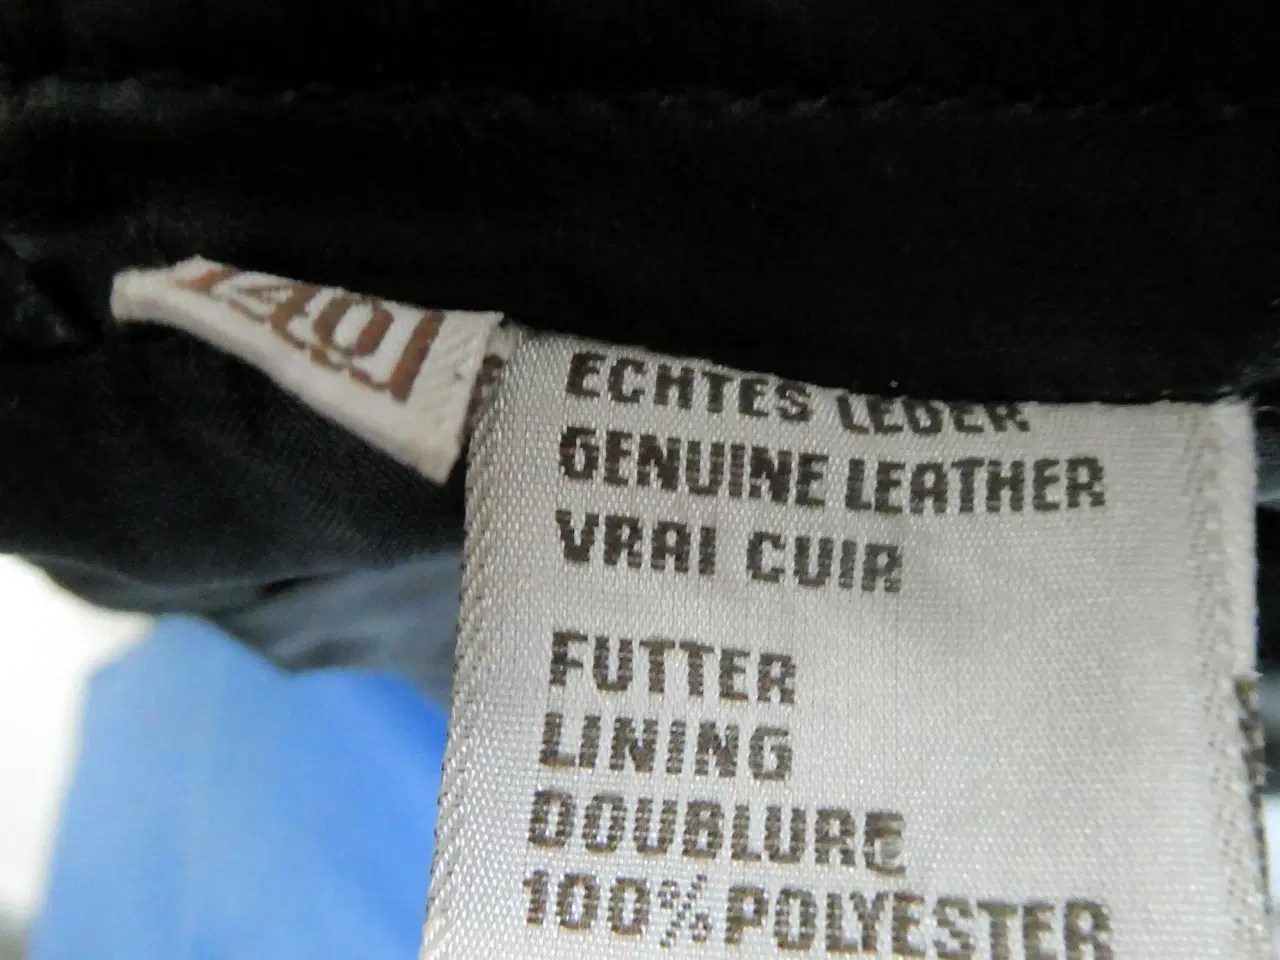 ECHTES LEDER
GENUINE LEATHER
VRAI CUIR
FUTTER
LINING
DOUBLURE
100% POLYESTER